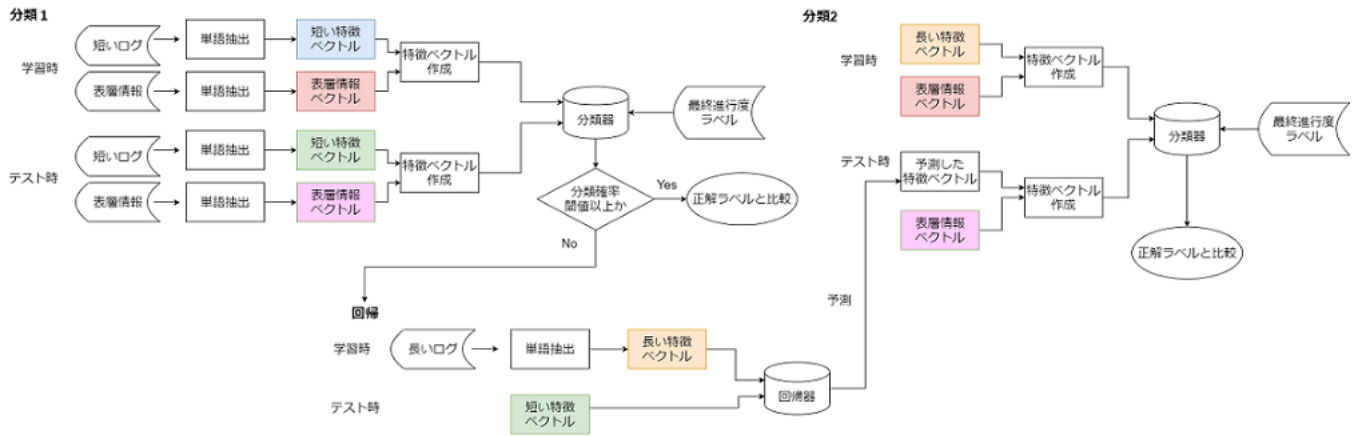 分類1
学習時
短いログ
単語抽出
短い特徴
ベクトル
表層情報
単語抽出
表層情報
ベクトル
特徴ベクトル
作成
テスト時
短いログ
単語抽出
短い特徴
ベクトル
表層情報
単語抽出
表層情報
ベクトル
特徴ベクトル
作成
分類器
最終進行度
ラベル
分類確率
閾値以上か
Yes
正解ラベルと比較
No
回帰
学習時
長いログ
単語抽出
長い特徴
ベクトル
テスト時
短い特徴
ベクトル
回帰器
予測
分類2
学習時
長い特徴
ベクトル
表層情報
ベクトル
特徴ベクトル
作成
テスト時
予測した
特徴ベクトル
表層情報
ベクトル
特徴ベクトル
作成
分類器
最終進行度
ラベル
正解ラベルと比較